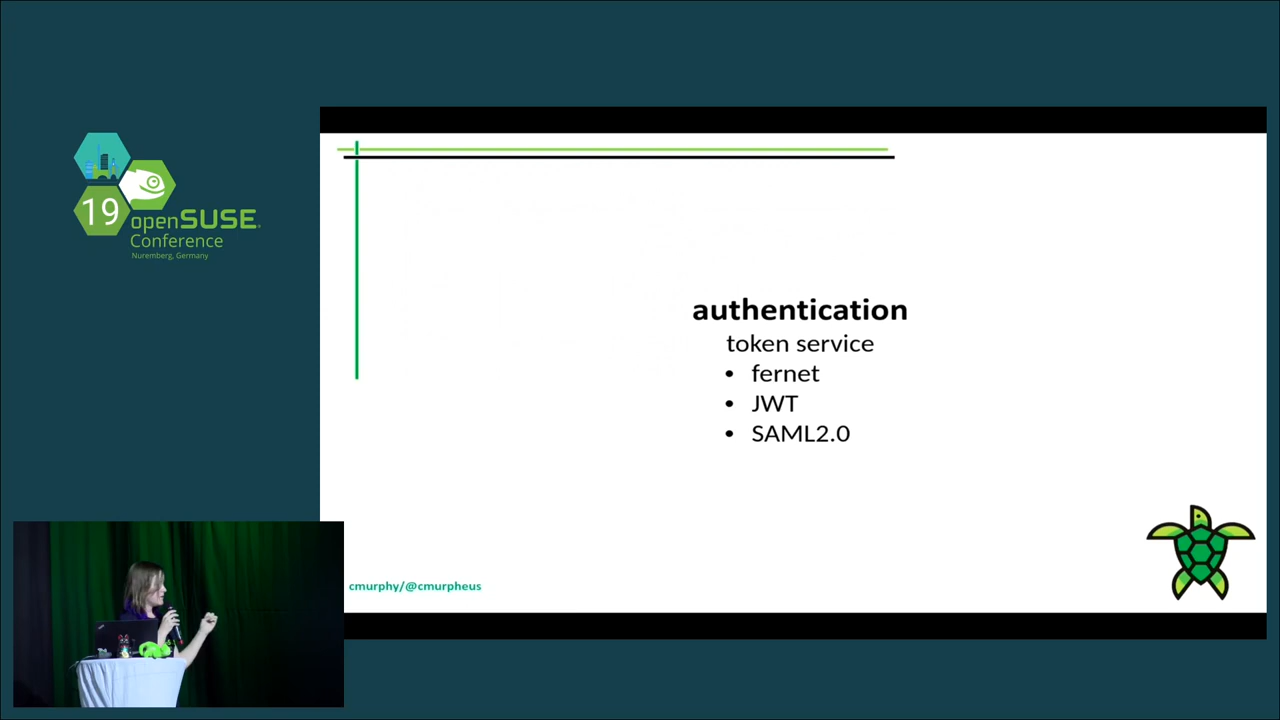 19
openSUSE
Conference
Nuremberg, Germany
authentication
token service
• fernet
• JWT
• SAML2.0
cmurphy/@cmurpheus